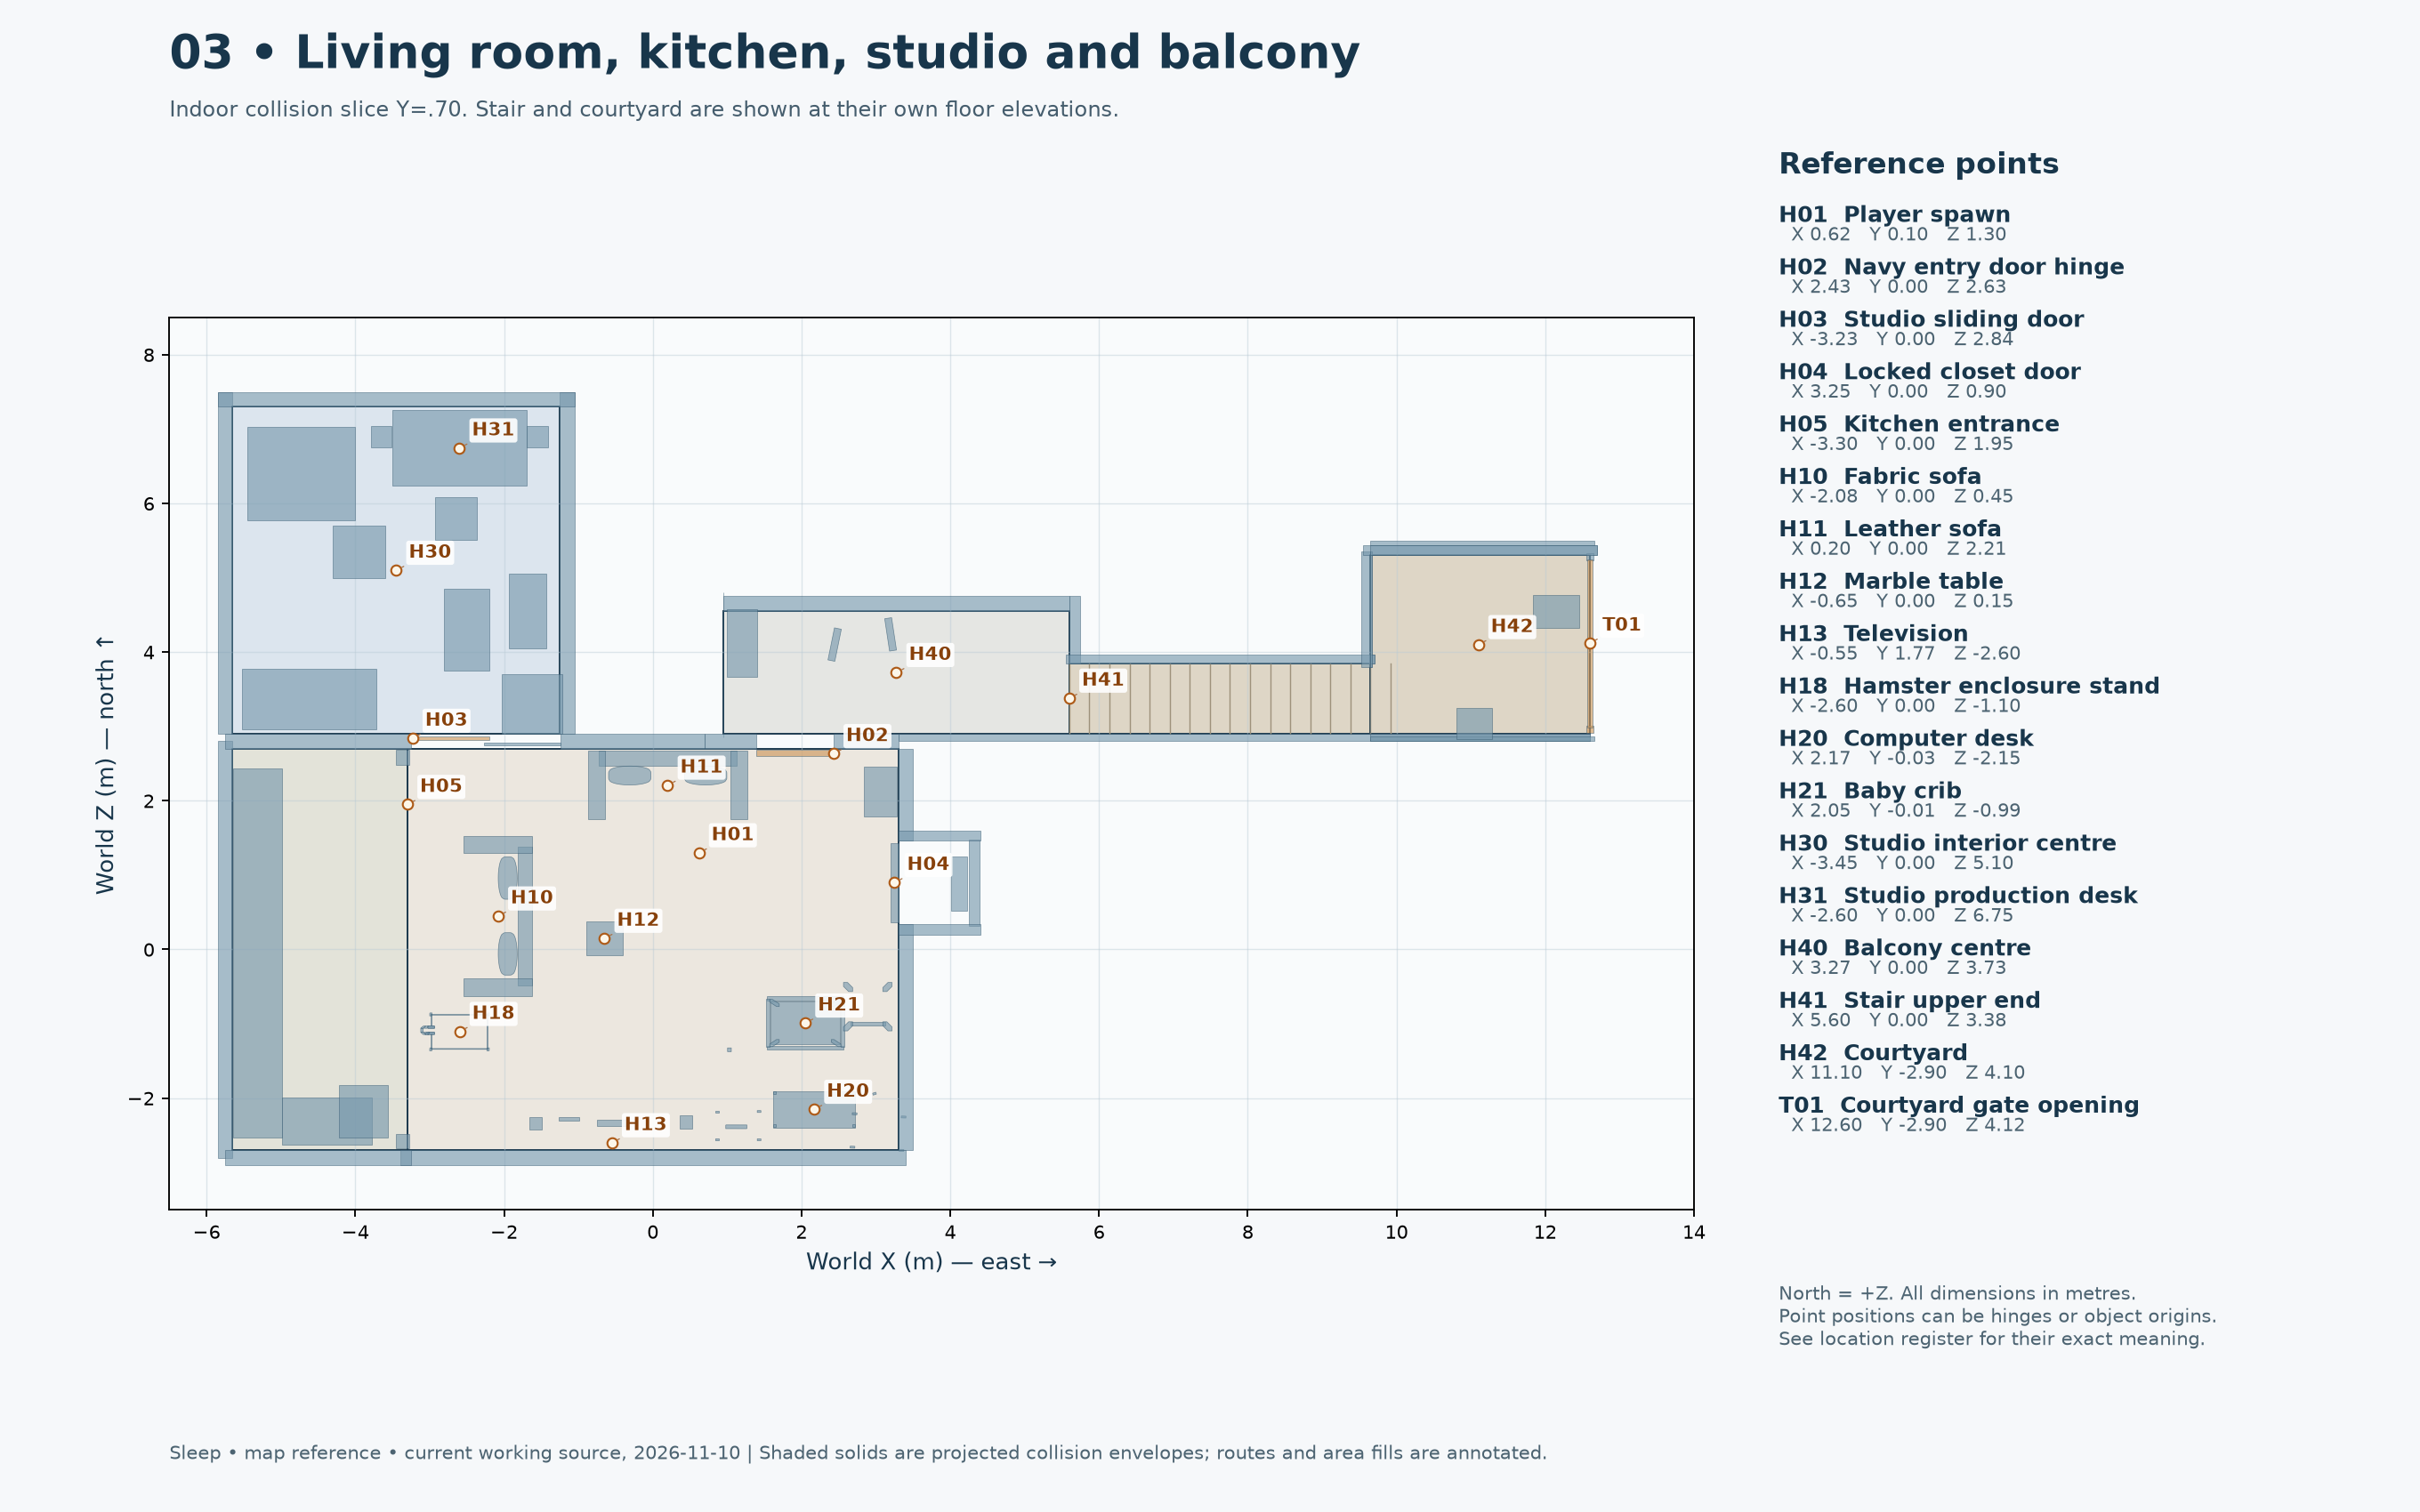 03 • Living room, kitchen, studio and balcony
Indoor collision slice Y=.70. Stair and courtyard are shown at their own floor elevations.
8
6
4
2
0
−2
World Z (m) — north ↑
−6
−4
−2
0
2
4
6
8
10
12
14
World X (m) — east →
H31
H30
H42
T01
H40
H41
H03
H02
H11
H05
H01
H04
H10
H12
H18
H21
H20
H13
Reference points
H01 Player spawn
X 0.62 Y 0.10 Z 1.30
H02 Navy entry door hinge
X 2.43 Y 0.00 Z 2.63
H03 Studio sliding door
X -3.23 Y 0.00 Z 2.84
H04 Locked closet door
X 3.25 Y 0.00 Z 0.90
H05 Kitchen entrance
X -3.30 Y 0.00 Z 1.95
H10 Fabric sofa
X -2.08 Y 0.00 Z 0.45
H11 Leather sofa
X 0.20 Y 0.00 Z 2.21
H12 Marble table
X -0.65 Y 0.00 Z 0.15
H13 Television
X -0.55 Y 1.77 Z -2.60
H18 Hamster enclosure stand
X -2.60 Y 0.00 Z -1.10
H20 Computer desk
X 2.17 Y -0.03 Z -2.15
H21 Baby crib
X 2.05 Y -0.01 Z -0.99
H30 Studio interior centre
X -3.45 Y 0.00 Z 5.10
H31 Studio production desk
X -2.60 Y 0.00 Z 6.75
H40 Balcony centre
X 3.27 Y 0.00 Z 3.73
H41 Stair upper end
X 5.60 Y 0.00 Z 3.38
H42 Courtyard
X 11.10 Y -2.90 Z 4.10
T01 Courtyard gate opening
X 12.60 Y -2.90 Z 4.12
North = +Z. All dimensions in metres.
Point positions can be hinges or object origins.
See location register for their exact meaning.
Sleep • map reference • current working source, 2026-11-10 | Shaded solids are projected collision envelopes; routes and area fills are annotated.